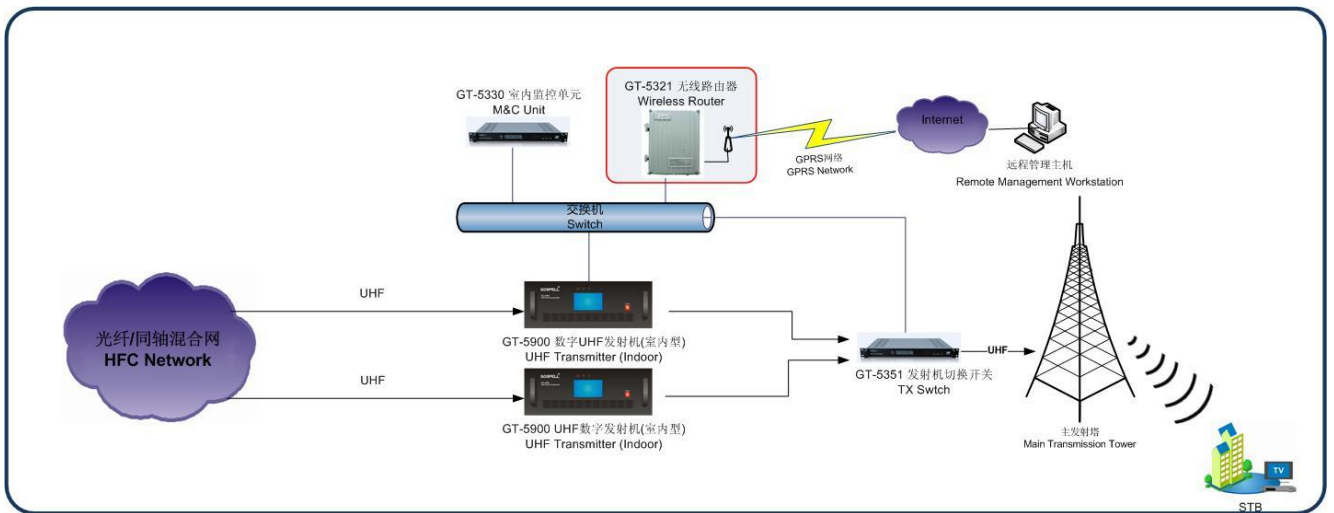 GT-5330 室内监控单元
M&C Unit
GT-5321 无线路由器
Wireless Router
Internet
GPRS网络
GPRS Network
远程管理主机
Remote Management Workstation
交换机
Switch
光纤/同轴混合网
HFC Network
UHF
GOSPELL
GT-5900 数字UHF发射机(室内型)
UHF Transmitter (Indoor)
UHF
GOSPELL
GT-5900 UHF数字发射机(室内型)
UHF Transmitter (Indoor)
GT-5351 发射机切换开关
TX Swtch
UHF
主发射塔
Main Transmission Tower
TV
STB